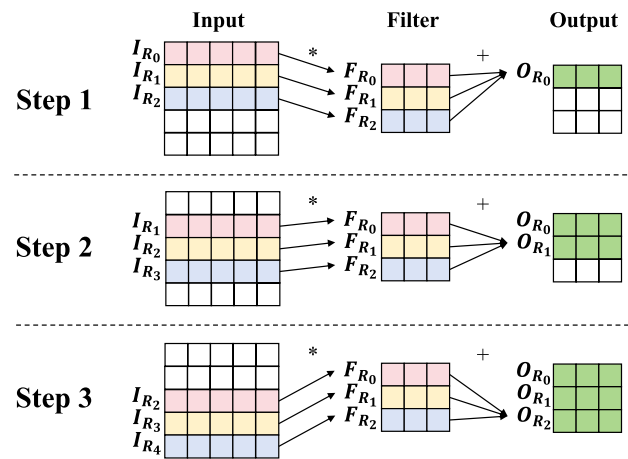 Input Filter Output
Step 1
I_{R_0}
I_{R_1}
I_{R_2}
*
F_{R_0}
F_{R_1}
F_{R_2}
+
O_{R_0}
Step 2
I_{R_1}
I_{R_2}
I_{R_3}
*
F_{R_0}
F_{R_1}
F_{R_2}
+
O_{R_0}
O_{R_1}
Step 3
I_{R_2}
I_{R_3}
I_{R_4}
*
F_{R_0}
F_{R_1}
F_{R_2}
+
O_{R_0}
O_{R_1}
O_{R_2}